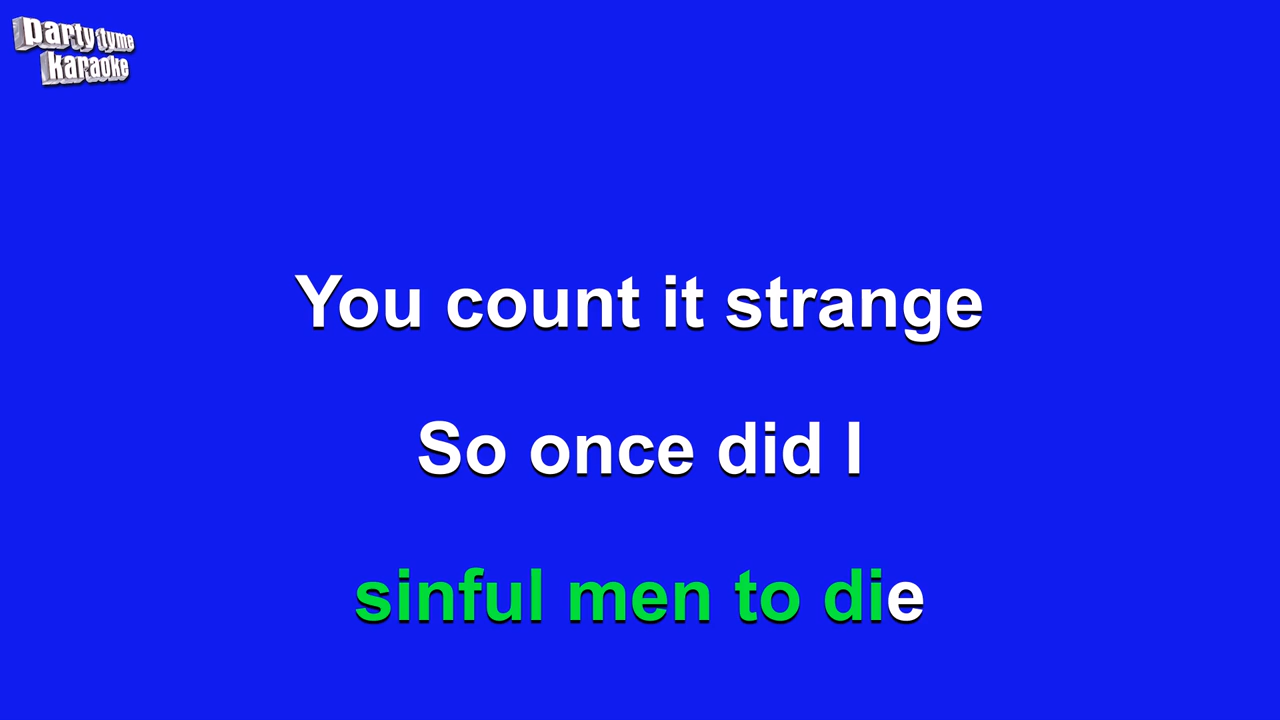 party tyme
karaoke
You count it strange
So once did I
sinful men to die